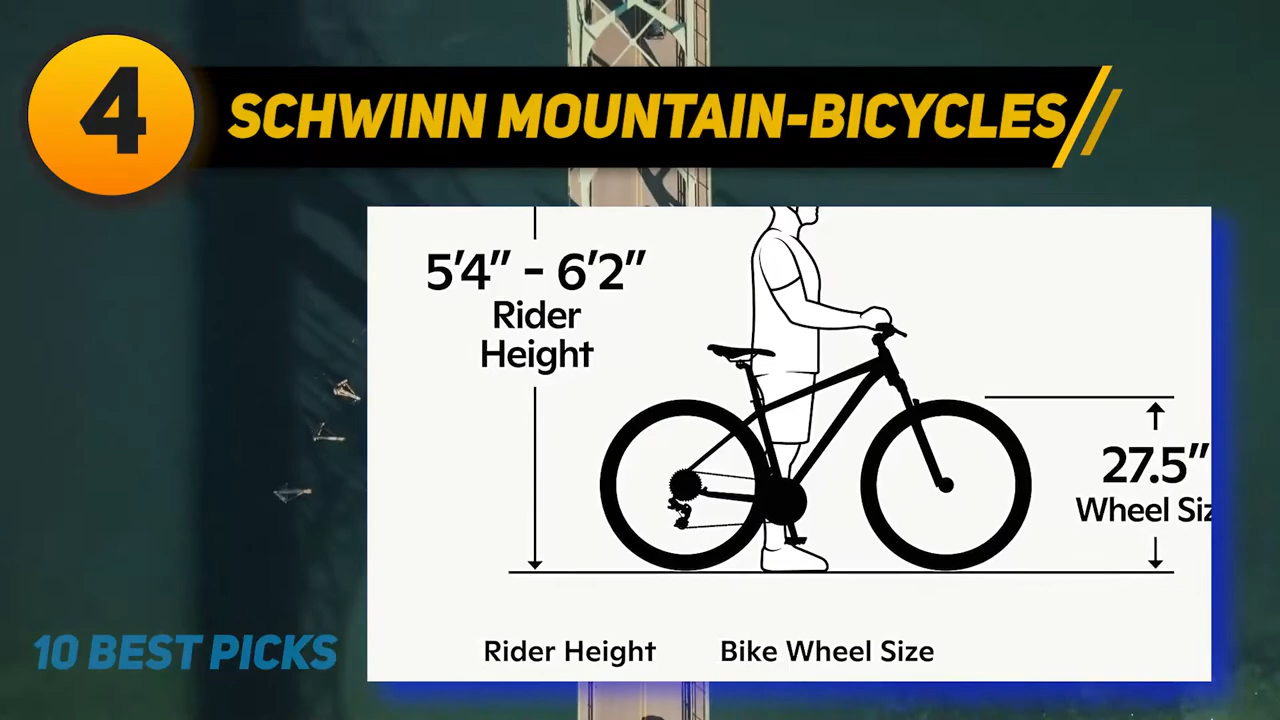 4
SCHWINN MOUNTAIN-BICYCLES
5'4" - 6'2"
Rider
Height
27.5"
Wheel Siz
Rider Height
Bike Wheel Size
10 BEST PICKS